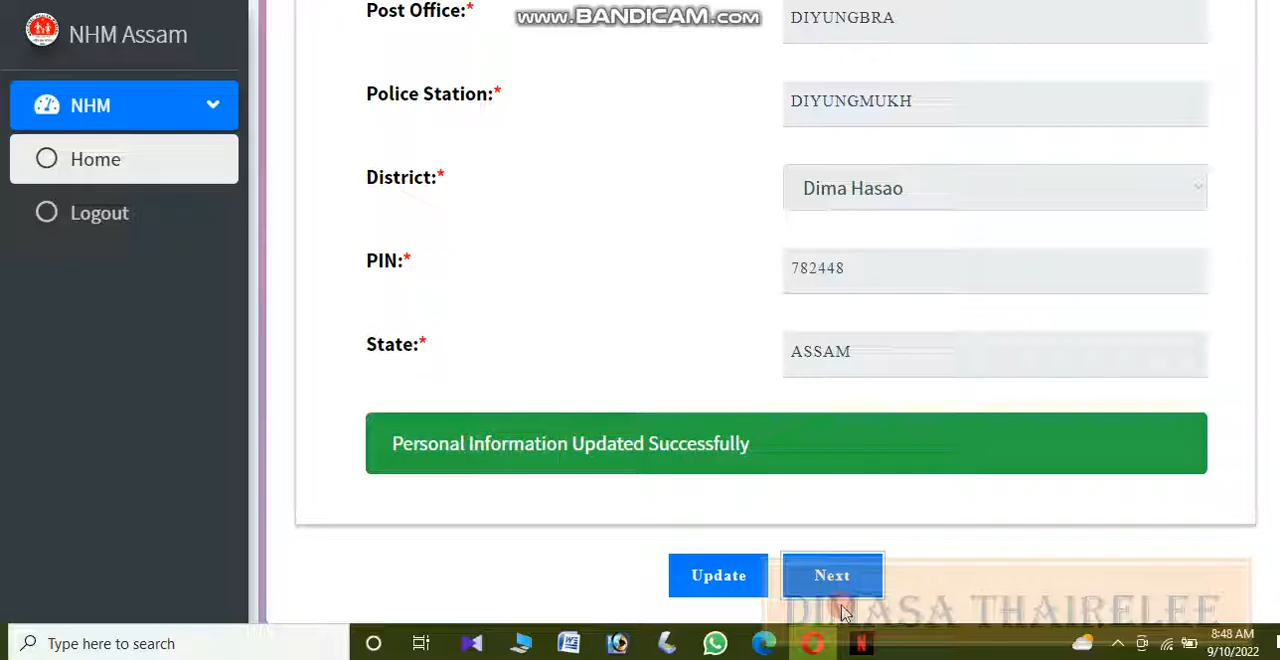 www.BANDICAM.com
NHM Assam
NHM
Home
Logout
Post Office:*
DIYUNGBRA
Police Station:*
DIYUNGMUKH
District:*
Dima Hasao
PIN:*
782448
State:*
ASSAM
Personal Information Updated Successfully
Update
Next
DIMASA THAIRELEE
Type here to search
8:48 AM
9/10/2022